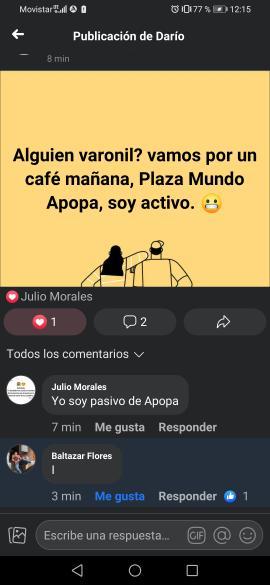 Movistar 77 % 12:15
Publicación de Darío
8 min
Alguien varonil? vamos por un
café mañana, Plaza Mundo
Apopa, soy activo. 😬
Julio Morales
1 2
Todos los comentarios
Julio Morales
Yo soy pasivo de Apopa
7 min Me gusta Responder
Baltazar Flores
I
3 min Me gusta Responder 1
Escribe una respuesta... GIF @